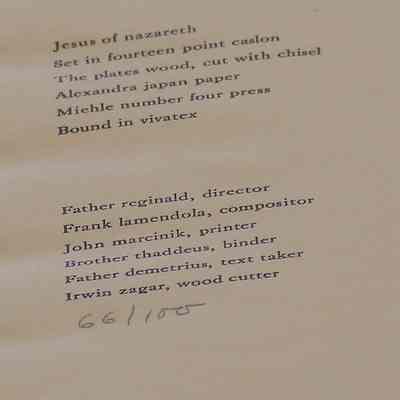 Jesus of nazareth
Set in fourteen point caslon
The plates wood, cut with chisel
Alexandra japan paper
Miehle number four press
Bound in vivatex
Father reginald, director
Frank lamendola, compositor
John marcinik, printer
Brother thaddeus, binder
Father demetrius, text taker
Irwin zagar, wood cutter
66/100